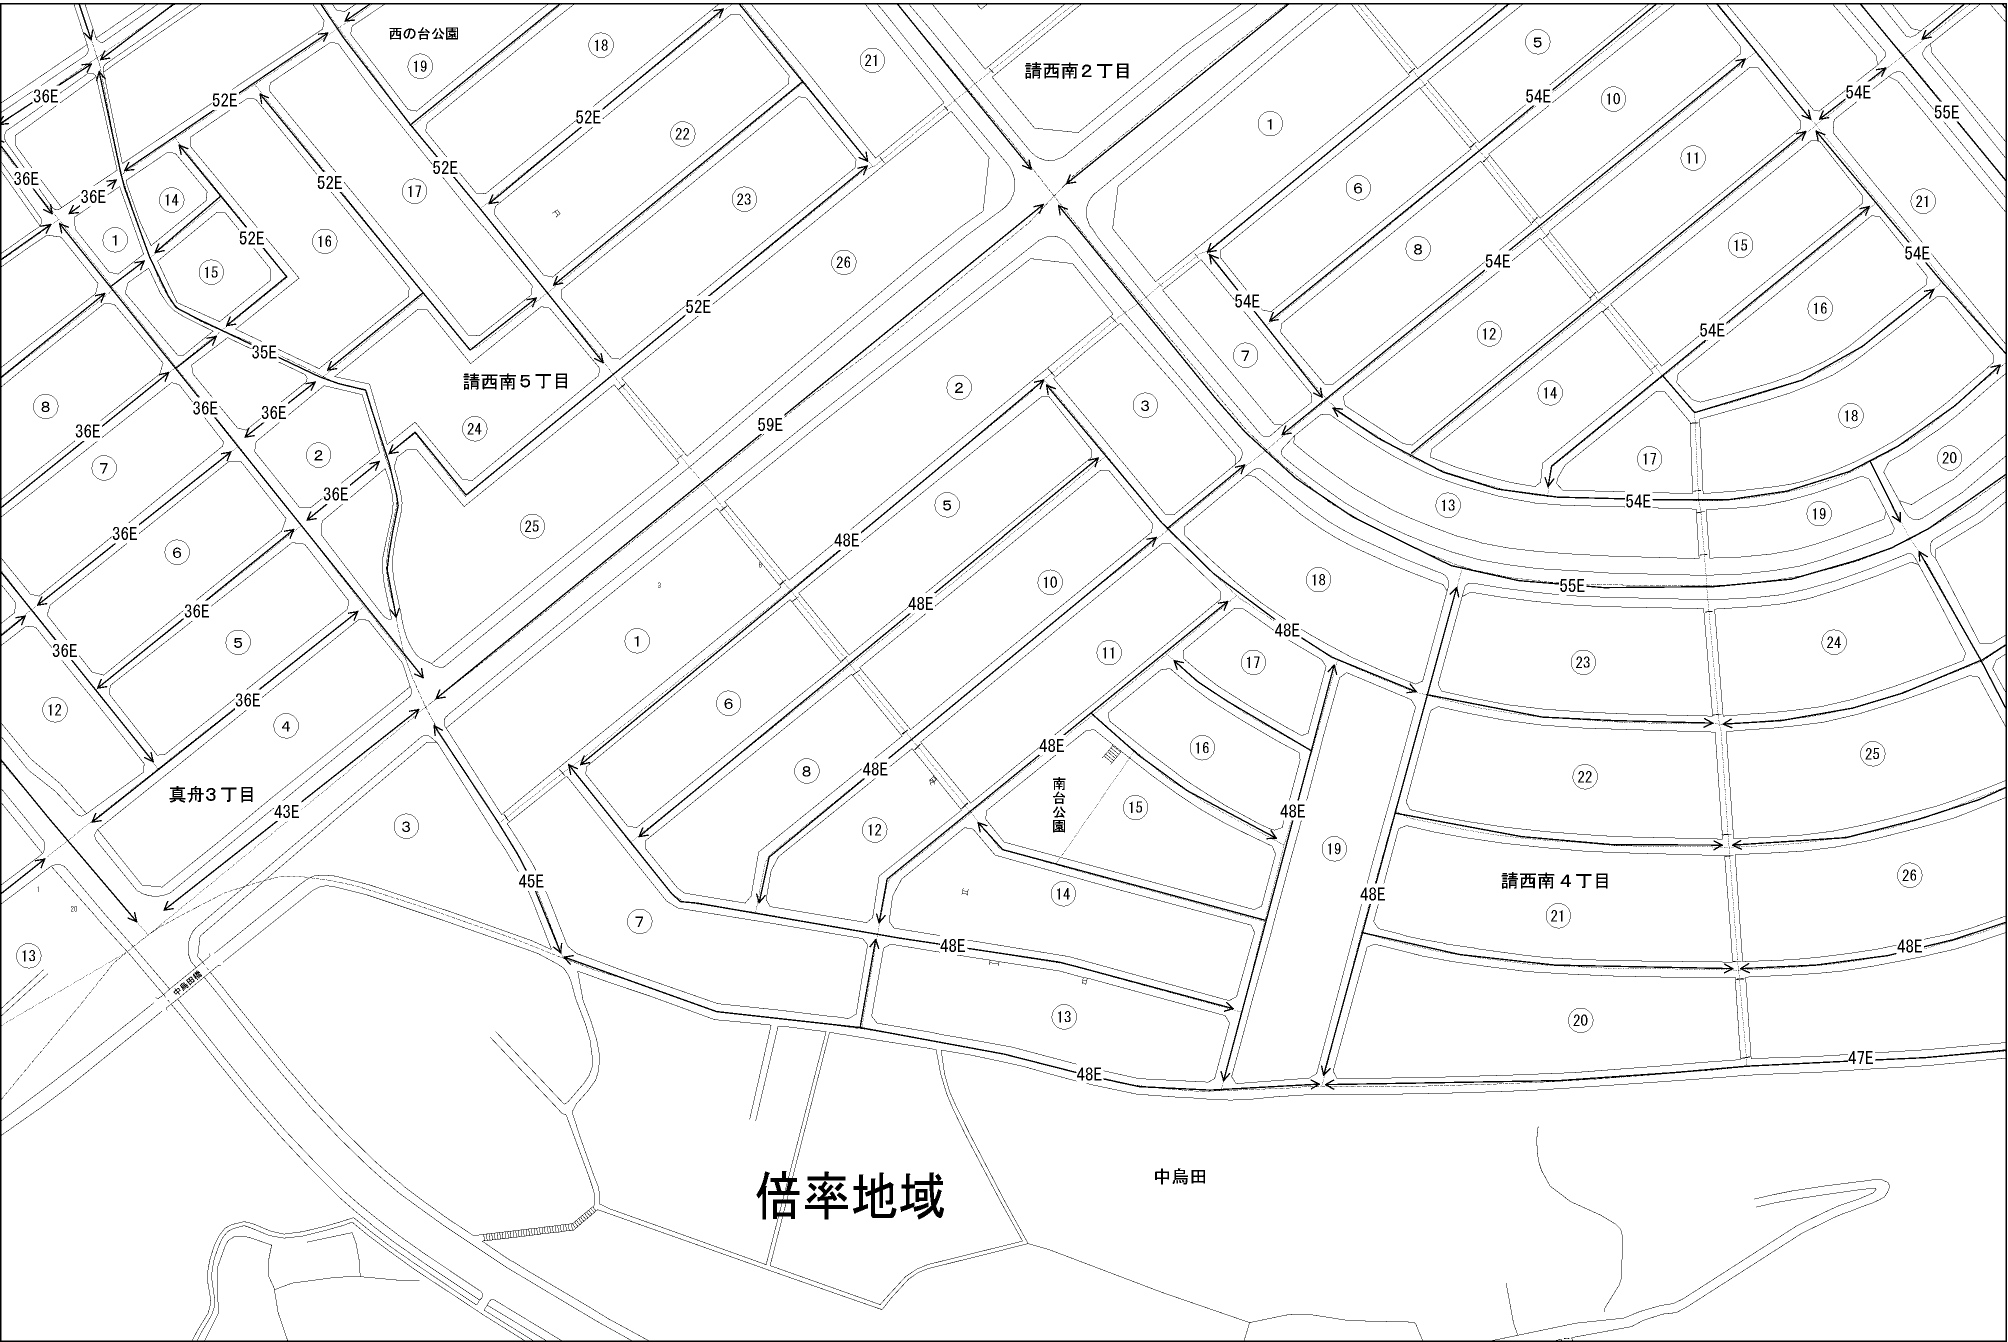 西の台公園
⑲
⑱
㉑
請西南２丁目
⑤
36E
52E
52E
54E
⑩
54E
55E
①
㉒
⑪
36E
36E
52E
52E
⑰
⑭
㉓
⑥
㉑
①
52E
⑯
⑧
⑮
54E
⑮
㉖
54E
54E
52E
⑯
35E
⑦
⑫
54E
請西南５丁目
⑧
36E
36E
②
③
⑭
⑱
36E
59E
㉔
⑦
②
⑰
⑳
36E
⑤
⑬
54E
⑲
36E
㉕
48E
⑥
⑩
⑱
55E
36E
48E
⑤
①
48E
㉔
36E
⑪
⑰
㉓
36E
⑫
④
⑥
48E
⑯
㉕
⑧
48E
㉒
真舟３丁目
43E
南台公園
⑮
48E
③
⑫
⑲
45E
⑭
48E
請西南４丁目
㉖
㉑
⑦
48E
48E
⑬
中烏田橋
⑬
⑳
47E
48E
倍率地域
中烏田